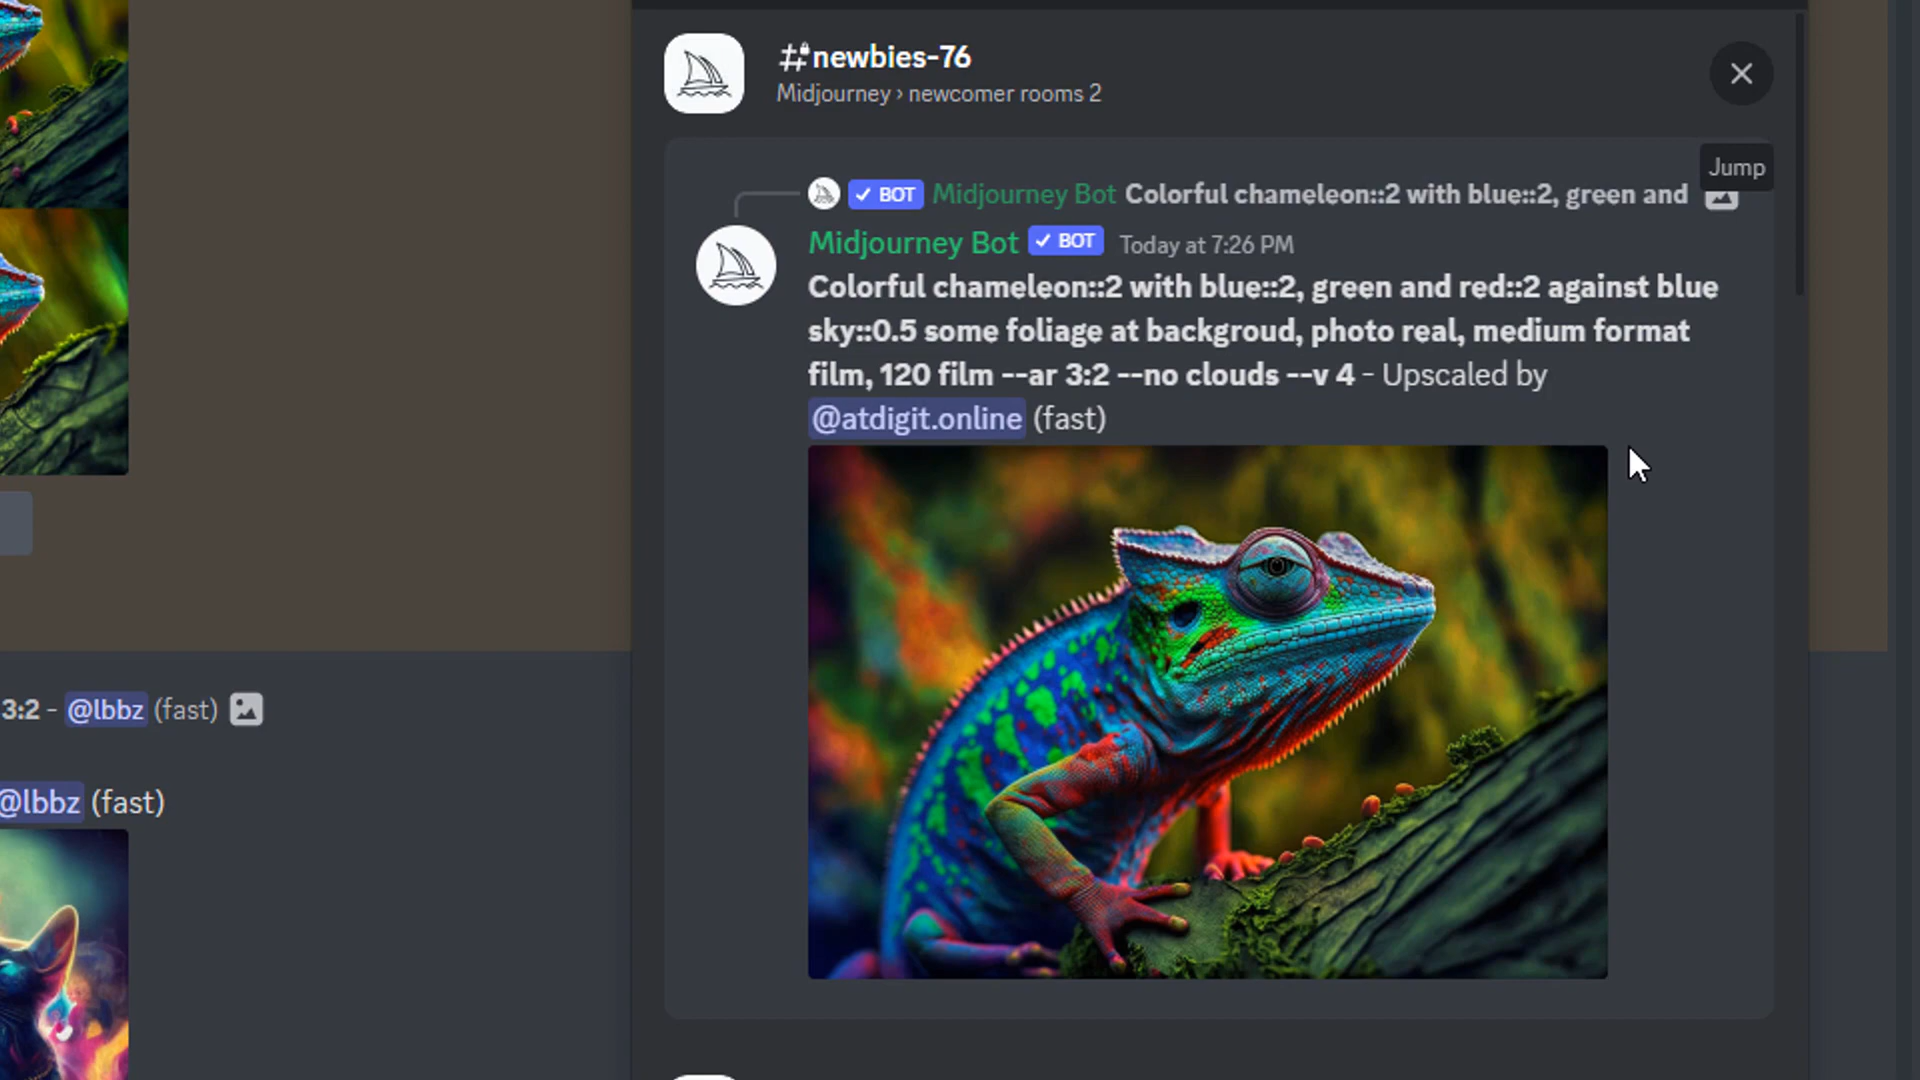 #newbies-76
Midjourney › newcomer rooms 2
Jump
BOT Midjourney Bot Colorful chameleon::2 with blue::2, green and
Midjourney Bot BOT Today at 7:26 PM
Colorful chameleon::2 with blue::2, green and red::2 against blue
sky::0.5 some foliage at backgroud, photo real, medium format
film, 120 film --ar 3:2 --no clouds --v 4 - Upscaled by
@atdigit.online (fast)
3:2 - @lbbz (fast)
@lbbz (fast)